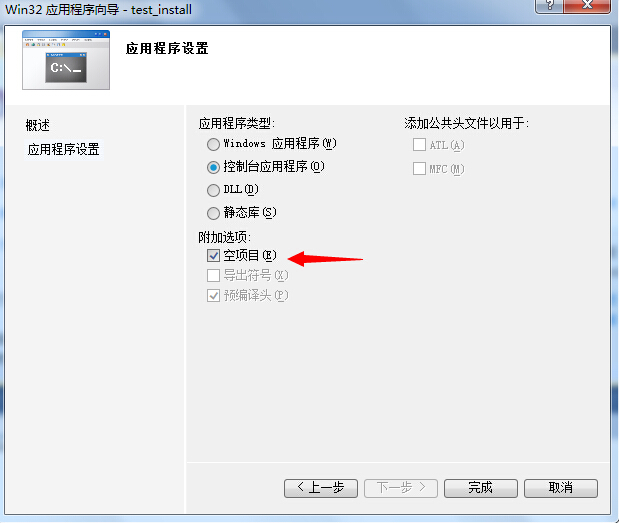 Win32 应用程序向导 - test_install
C:\_
应用程序设置
概述
应用程序设置
应用程序类型:
Windows 应用程序(W)
控制台应用程序(O)
DLL(D)
静态库(S)
附加选项:
空项目(E)
导出符号(X)
预编译头(P)
添加公共头文件以用于:
ATL(A)
MFC(M)
< 上一步
下一步 >
完成
取消